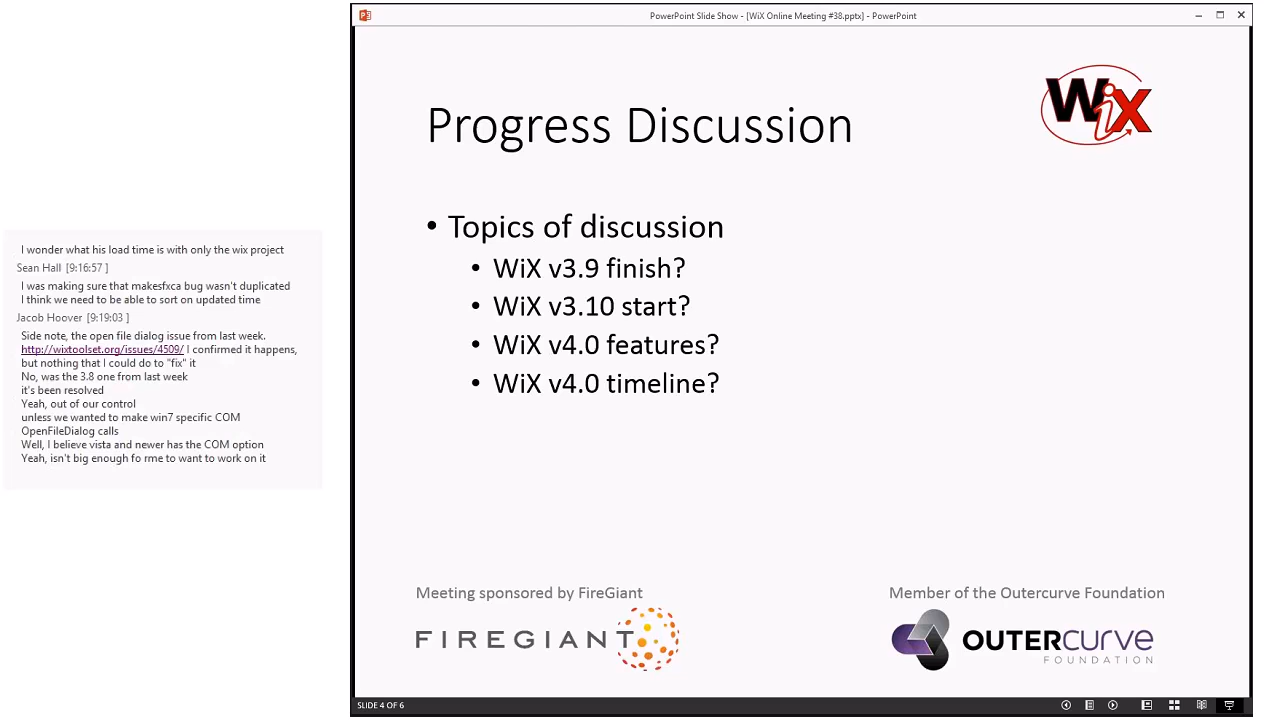 I wonder what his load time is with only the wix project
Sean Hall [9:16:57 ]
I was making sure that makesfxca bug wasn't duplicated
I think we need to be able to sort on updated time
Jacob Hoover [9:19:03 ]
Side note, the open file dialog issue from last week.
http://wixtoolset.org/issues/4509/ I confirmed it happens,
but nothing that I could do to "fix" it
No, was the 3.8 one from last week
it's been resolved
Yeah, out of our control
unless we wanted to make win7 specific COM
OpenFileDialog calls
Well, I believe vista and newer has the COM option
Yeah, isn't big enough fo rme to want to work on it
PowerPoint Slide Show - [WiX Online Meeting #38.pptx] - PowerPoint
WiX
Progress Discussion
• Topics of discussion
• WiX v3.9 finish?
• WiX v3.10 start?
• WiX v4.0 features?
• WiX v4.0 timeline?
Meeting sponsored by FireGiant
FIREGIANT
Member of the Outercurve Foundation
OUTERCURVE
FOUNDATION
SLIDE 4 OF 6